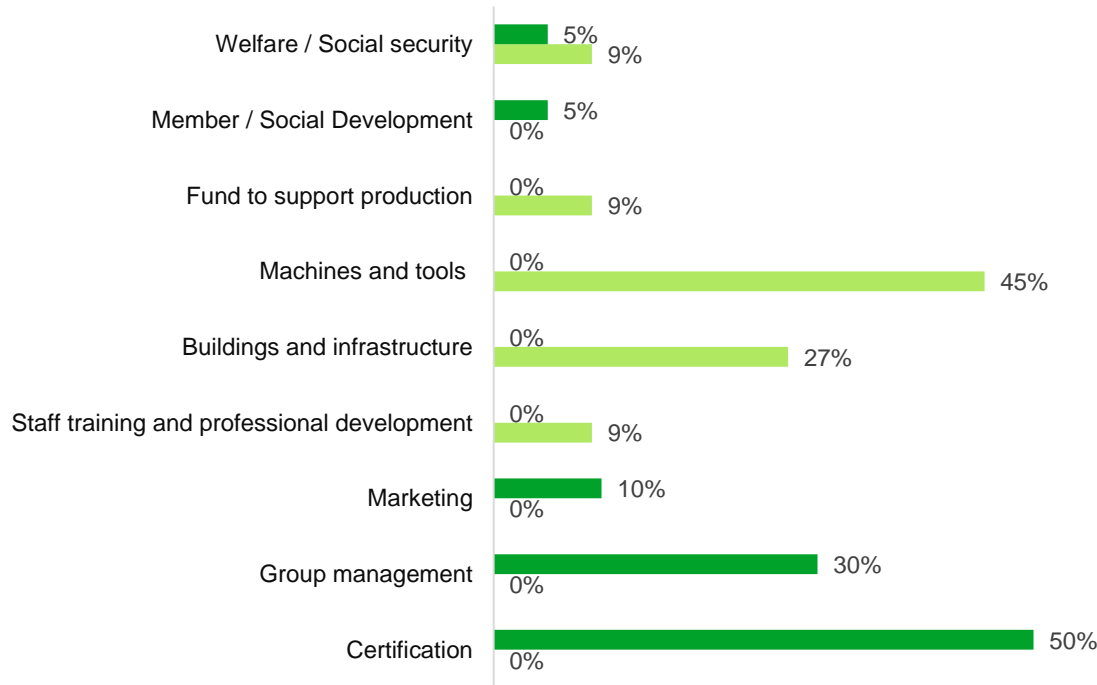 Welfare / Social security
5%
9%
Member / Social Development
5%
0%
Fund to support production
0%
9%
Machines and tools
0%
45%
Buildings and infrastructure
0%
27%
Staff training and professional development
0%
9%
Marketing
10%
0%
Group management
30%
0%
Certification
50%
0%